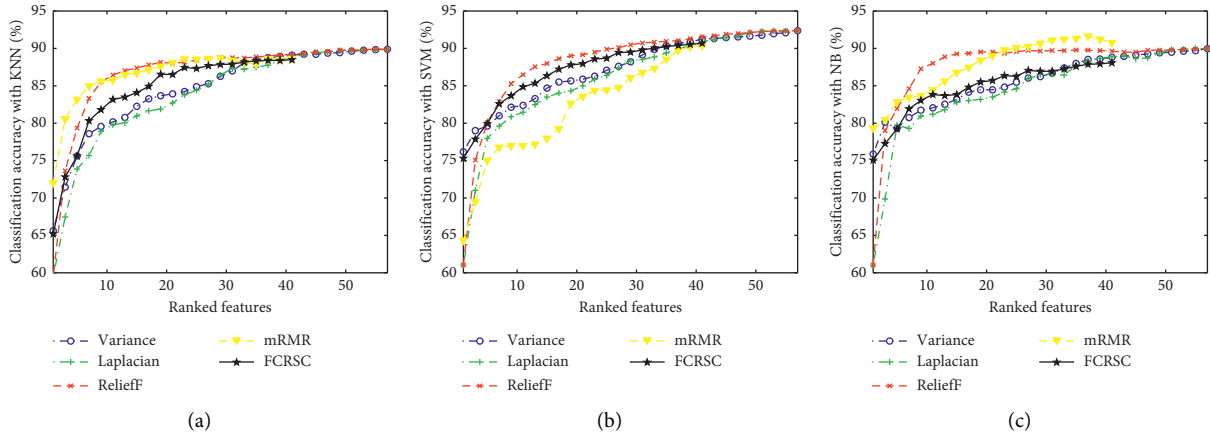 Classification accuracy with KNN (%)
95
90
85
80
75
70
65
60
10 20 30 40 50
Ranked features
Variance
Laplacian
ReliefF
mRMR
FCRSC
(a)
Classification accuracy with SVM (%)
95
90
85
80
75
70
65
60
10 20 30 40 50
Ranked features
Variance
Laplacian
ReliefF
mRMR
FCRSC
(b)
Classification accuracy with NB (%)
95
90
85
80
75
70
65
60
10 20 30 40 50
Ranked features
Variance
Laplacian
ReliefF
mRMR
FCRSC
(c)